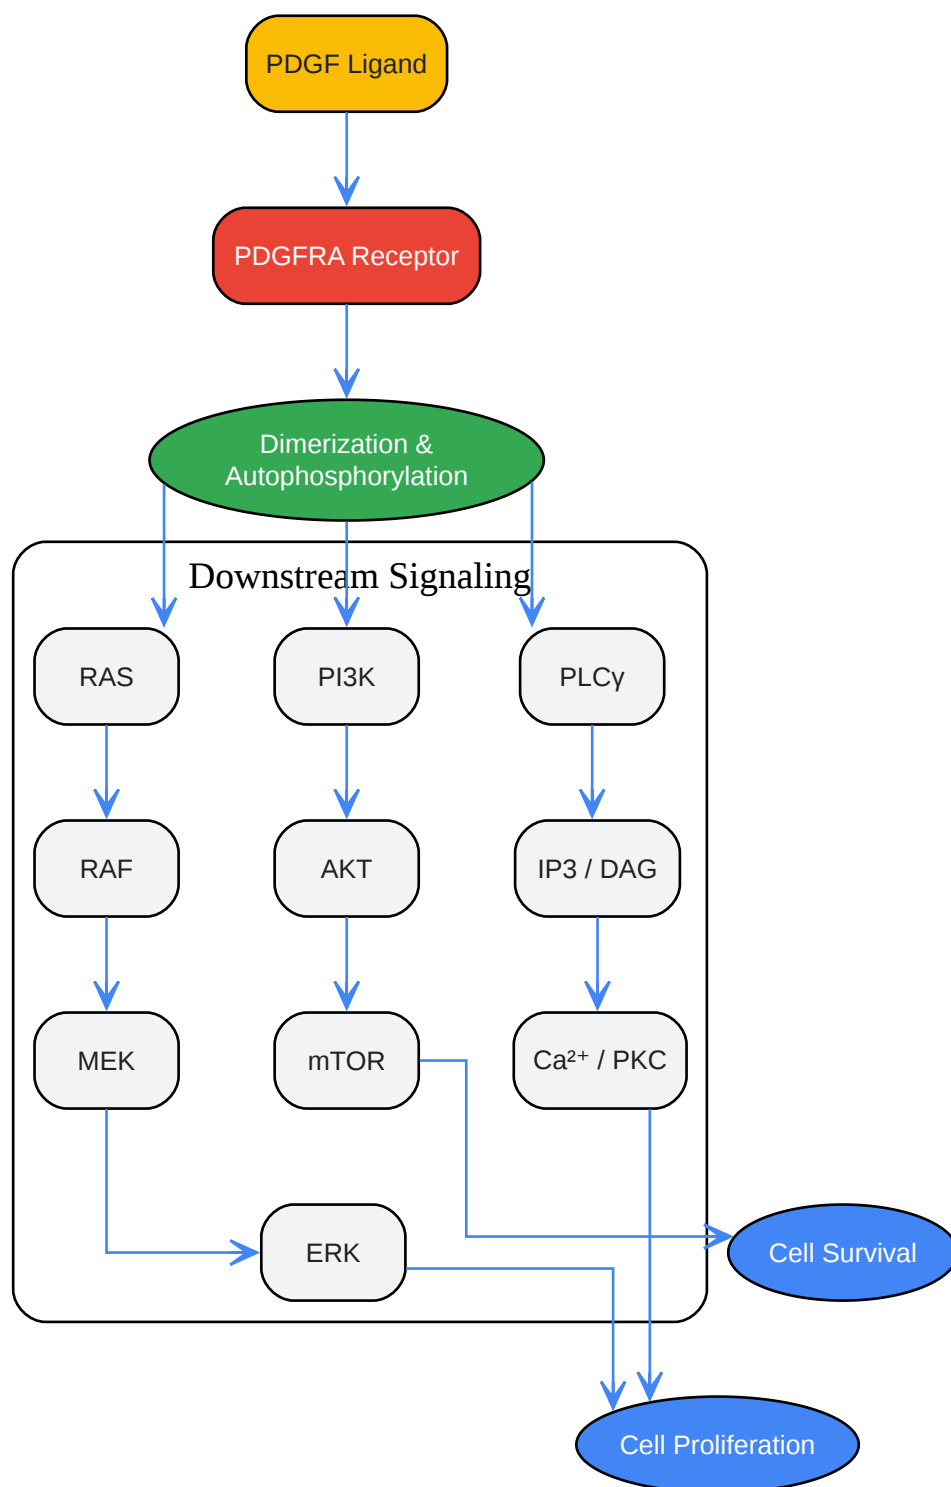 PDGF Ligand
PDGFRA Receptor
Dimerization &
Autophosphorylation
Downstream Signaling
RAS
PI3K
PLCγ
RAF
AKT
IP3 / DAG
MEK
mTOR
Ca²⁺ / PKC
ERK
Cell Survival
Cell Proliferation